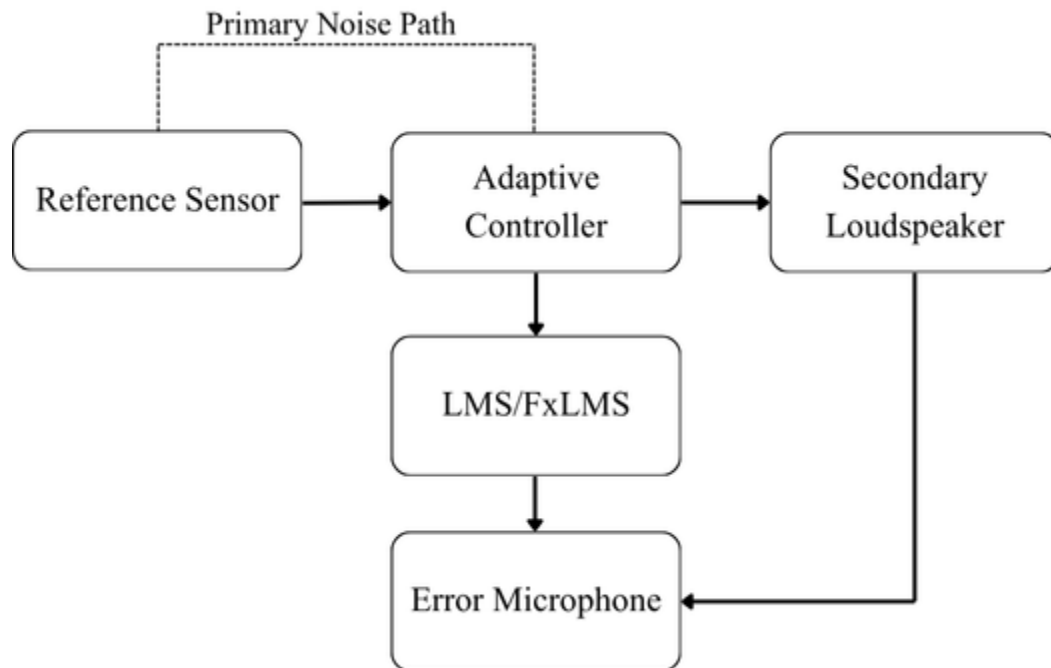 Primary Noise Path
Reference Sensor
Adaptive
Controller
Secondary
Loudspeaker
LMS/FxLMS
Error Microphone